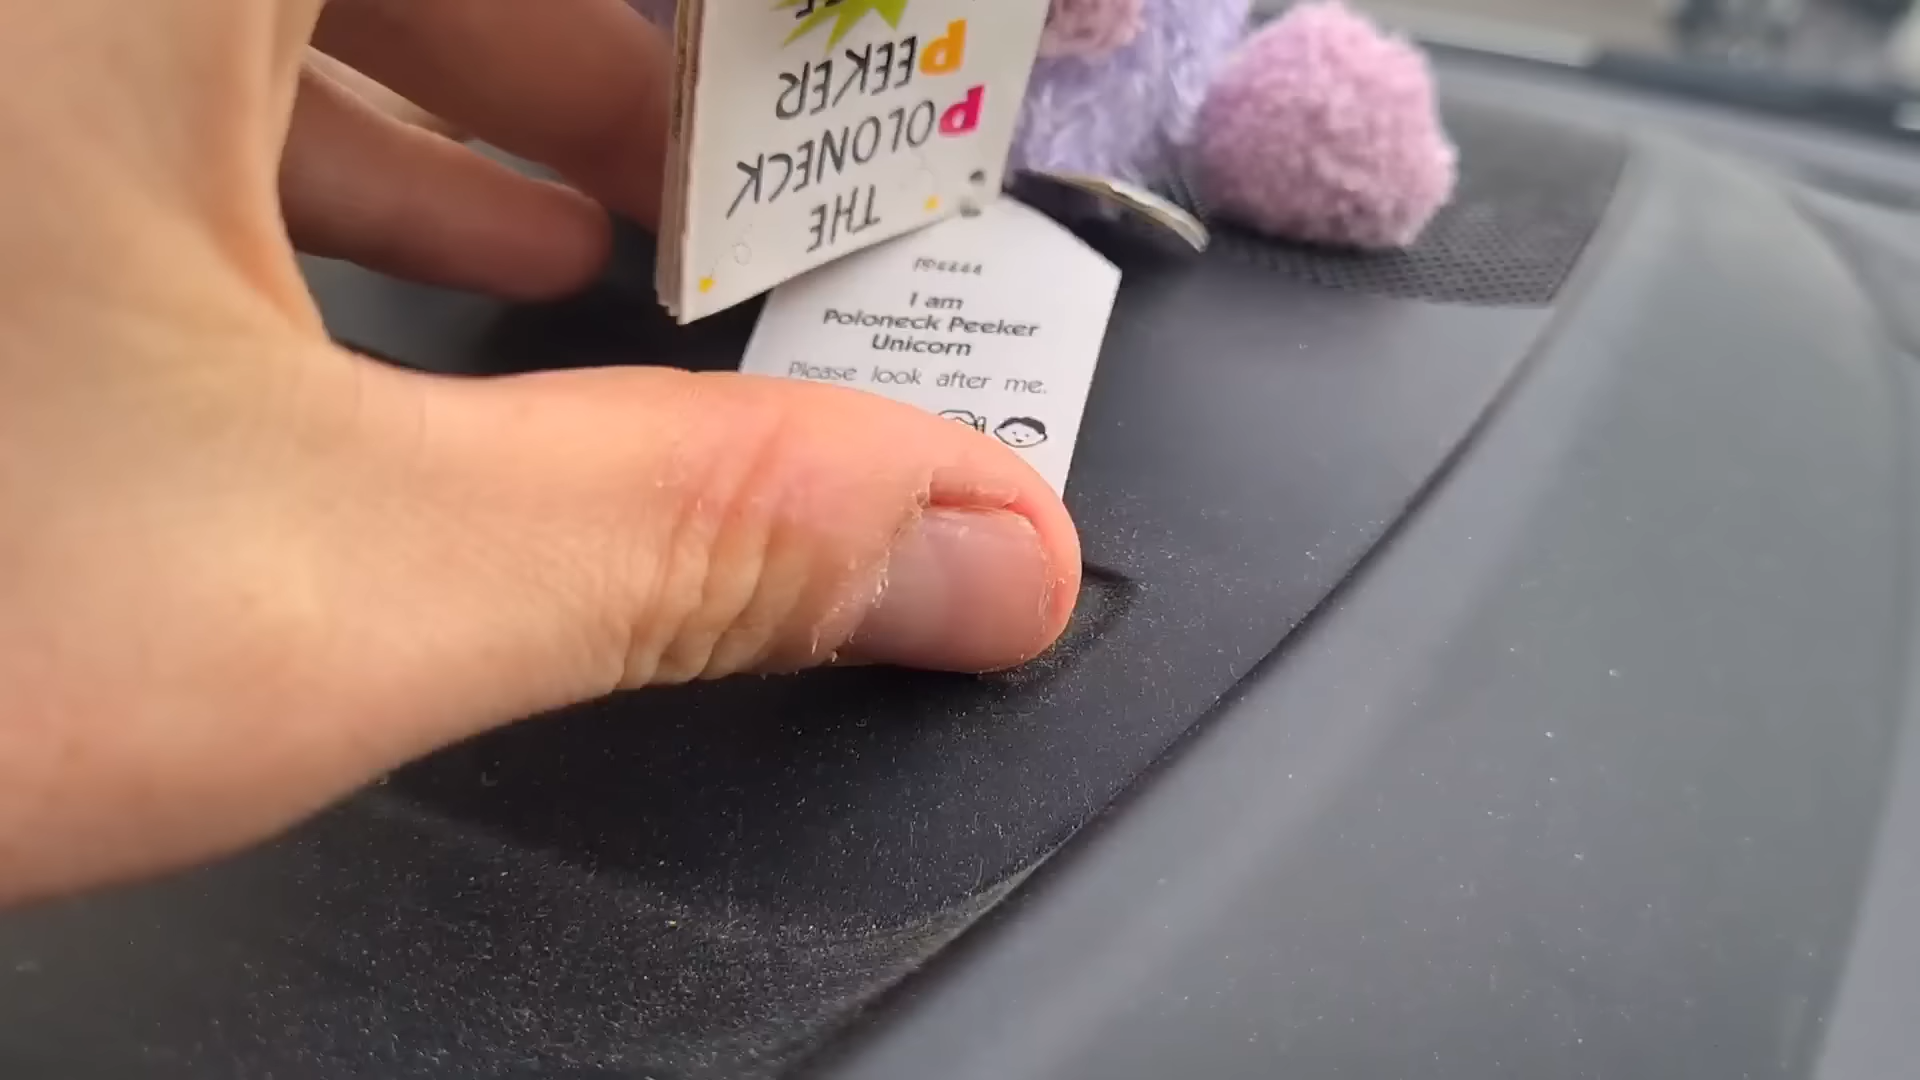 THE
POLONECK
PEEKER
I am
Poloneck Peeker
Unicorn
Please look after me.